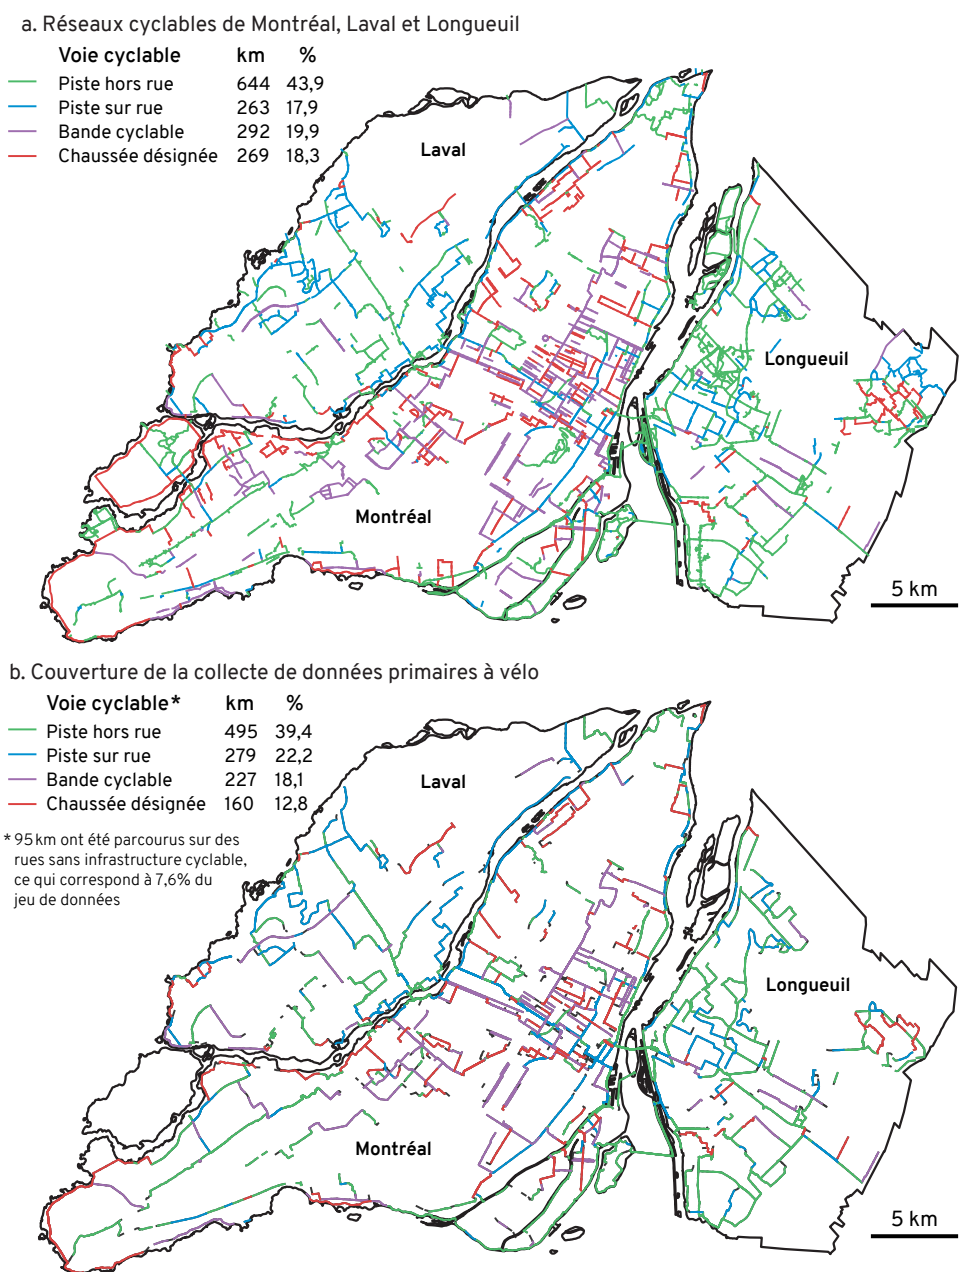 a. Réseaux cyclables de Montréal, Laval et Longueuil
Voie cyclable km %
Piste hors rue 644 43,9
Piste sur rue 263 17,9
Bande cyclable 292 19,9
Chaussée désignée 269 18,3
Laval
Longueuil
Montréal
5 km
b. Couverture de la collecte de données primaires à vélo
Voie cyclable* km %
Piste hors rue 495 39,4
Piste sur rue 279 22,2
Bande cyclable 227 18,1
Chaussée désignée 160 12,8
* 95 km ont été parcourus sur des
rues sans infrastructure cyclable,
ce qui correspond à 7,6% du
jeu de données
Laval
Longueuil
Montréal
5 km